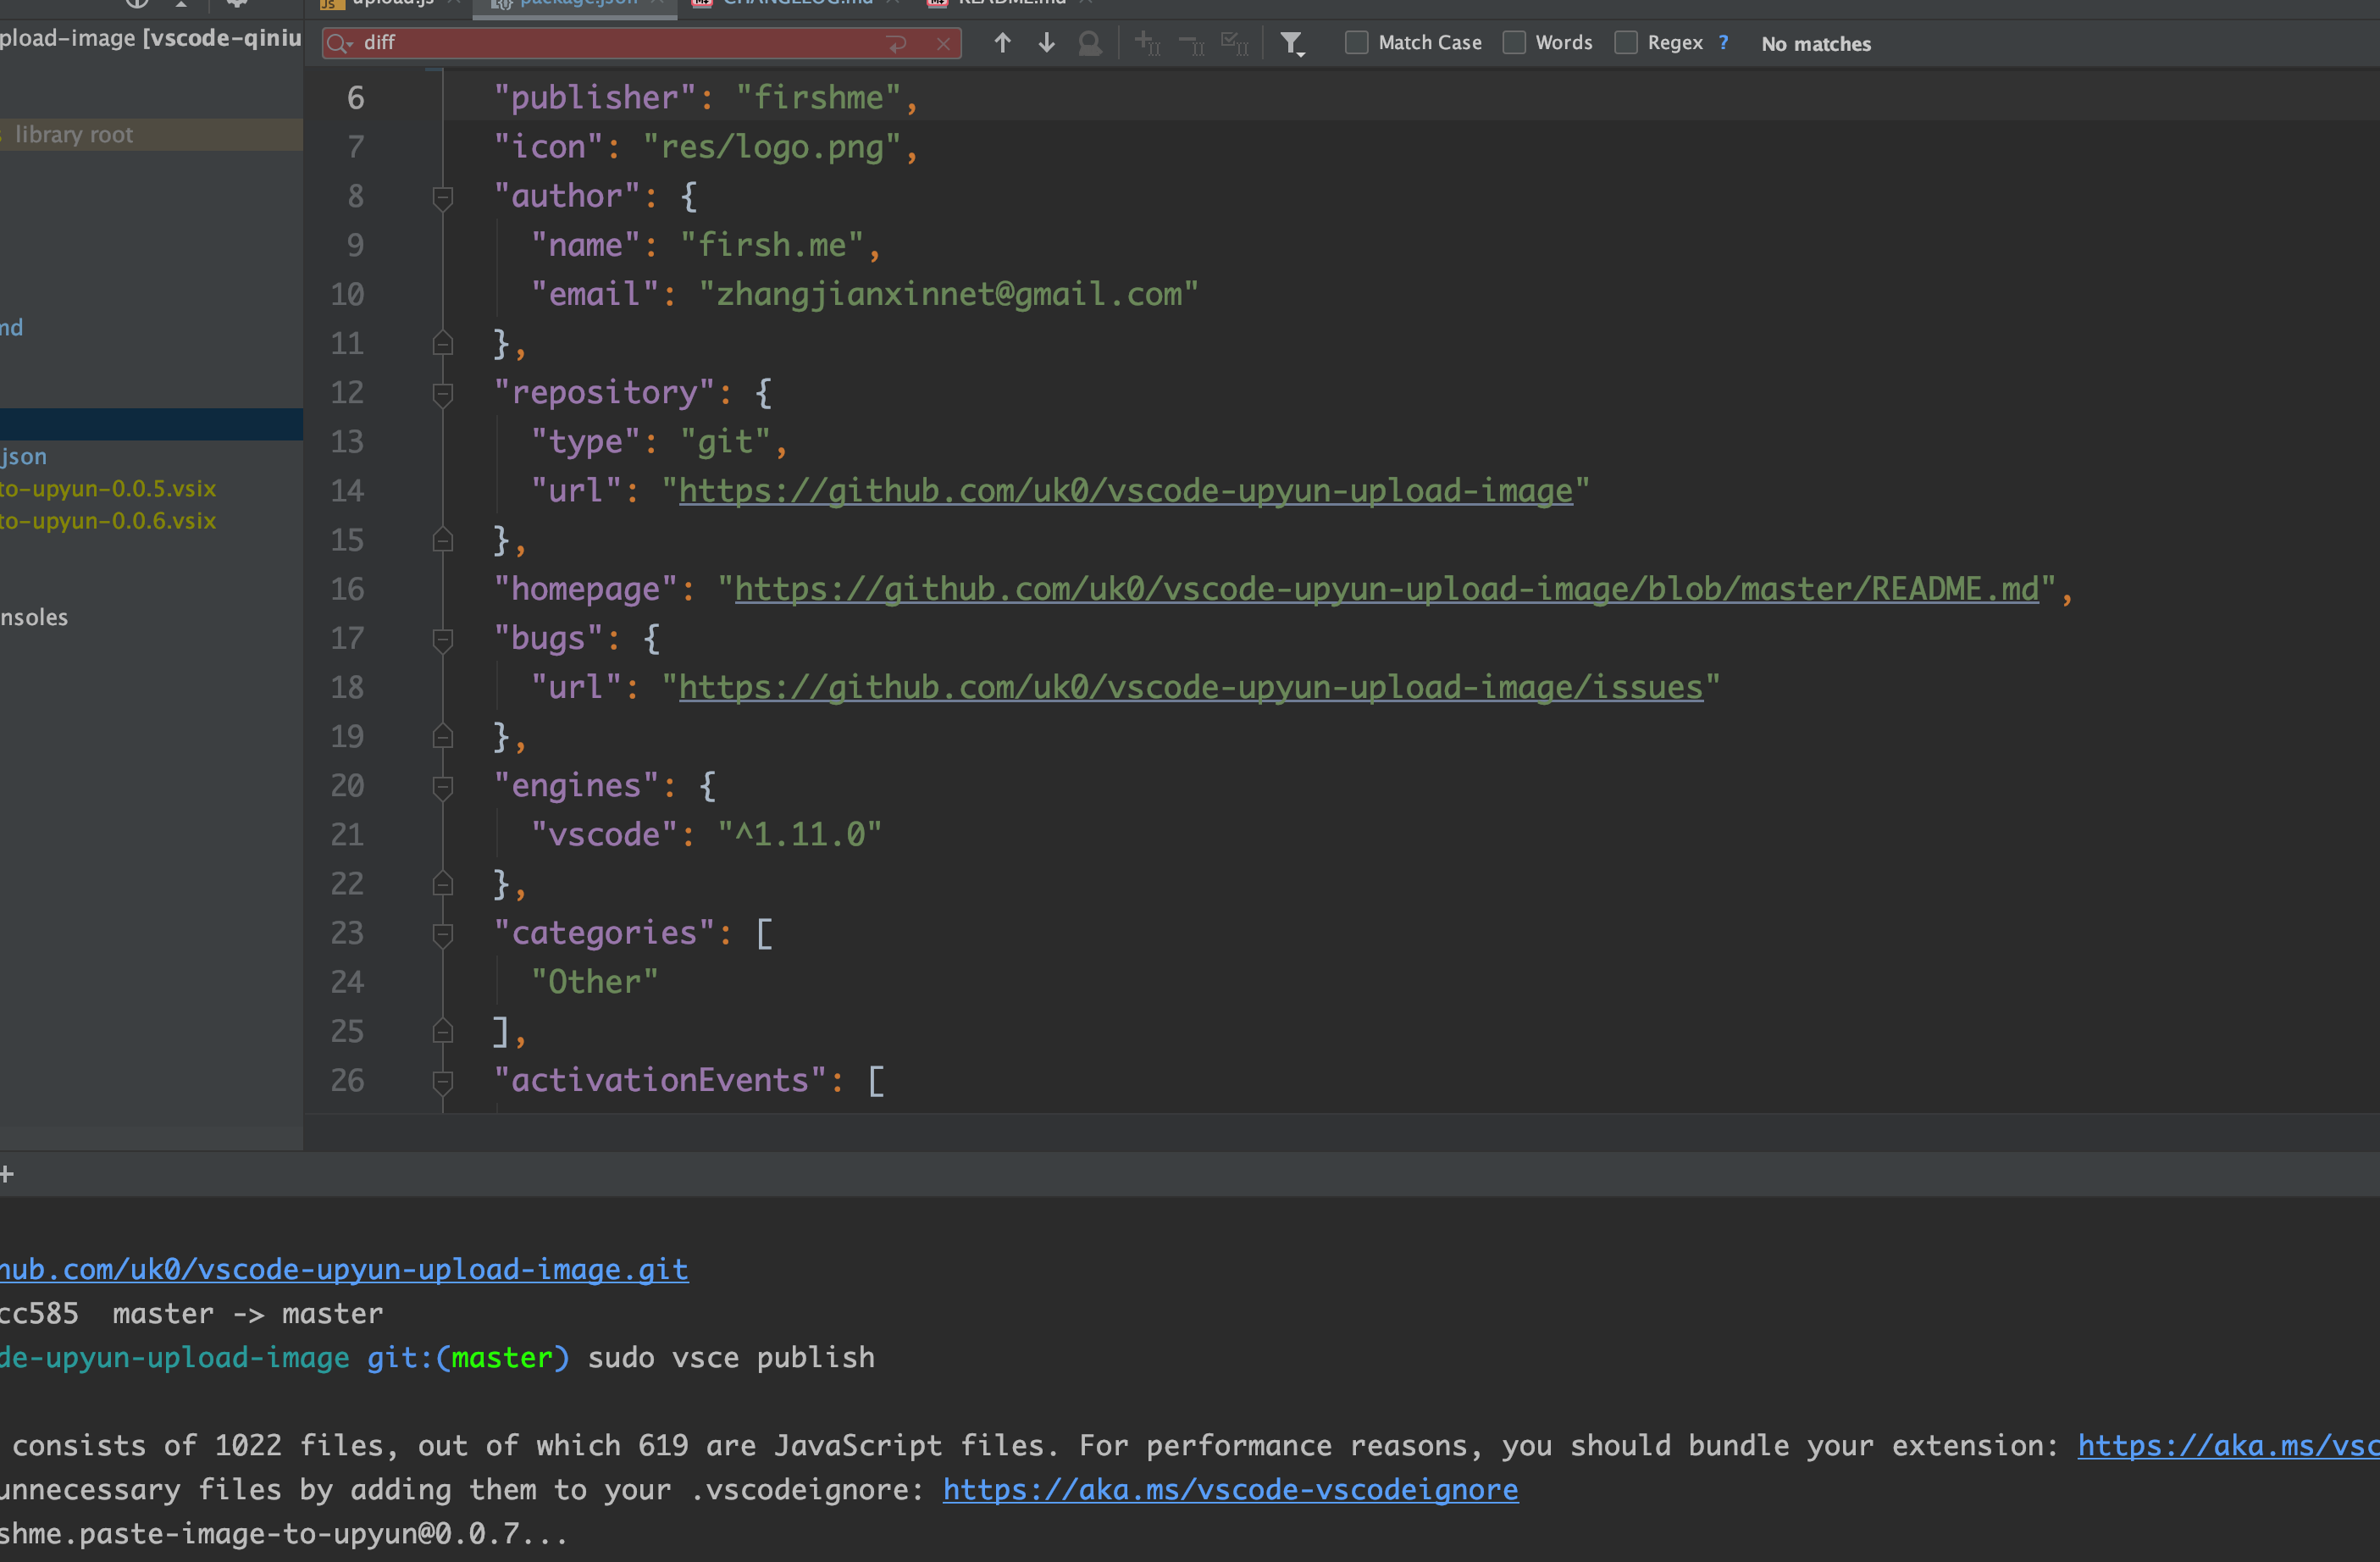 upload.js package.json CHANGELOG.md README.md
pload-image [vscode-qiniu
diff
Match Case Words Regex ? No matches
library root
md
json
to-upyun-0.0.5.vsix
to-upyun-0.0.6.vsix
nsoles
6 "publisher": "firshme",
7 "icon": "res/logo.png",
8 "author": {
9 "name": "firsh.me",
10 "email": "zhangjianxinnet@gmail.com"
11 },
12 "repository": {
13 "type": "git",
14 "url": "https://github.com/uk0/vscode-upyun-upload-image"
15 },
16 "homepage": "https://github.com/uk0/vscode-upyun-upload-image/blob/master/README.md",
17 "bugs": {
18 "url": "https://github.com/uk0/vscode-upyun-upload-image/issues"
19 },
20 "engines": {
21 "vscode": "^1.11.0"
22 },
23 "categories": [
24 "Other"
25 ],
26 "activationEvents": [
hub.com/uk0/vscode-upyun-upload-image.git
cc585 master -> master
de-upyun-upload-image git:(master) sudo vsce publish
consists of 1022 files, out of which 619 are JavaScript files. For performance reasons, you should bundle your extension: https://aka.ms/vsc
unnecessary files by adding them to your .vscodeignore: https://aka.ms/vscode-vscodeignore
shme.paste-image-to-upyun@0.0.7...